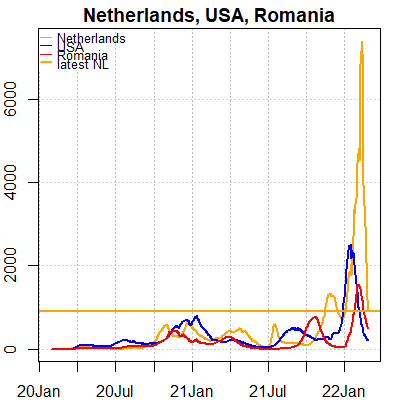 Netherlands, USA, Romania
Netherlands
USA
Romania
latest NL
6000
4000
2000
0
20Jan 20Jul 21Jan 21Jul 22Jan